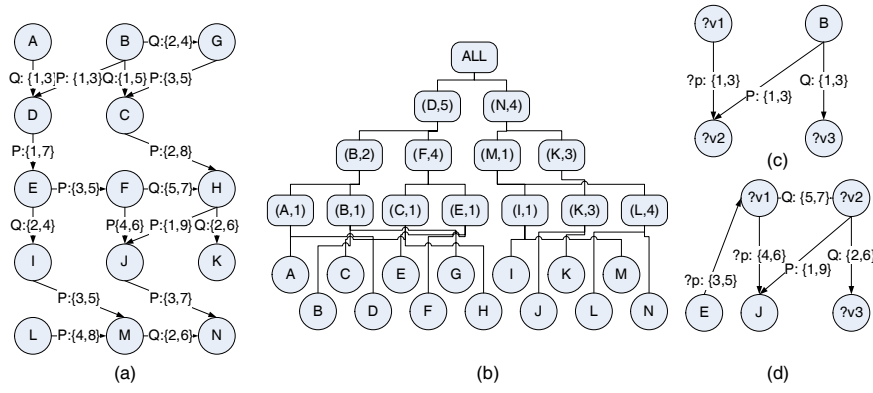 A
B
Q:{2,4}
G
Q: {1,3}
P: {1,3}
Q:{1,5}
P:{3,5}
D
C
P:{1,7}
P:{2,8}
E
P:{3,5}
F
Q:{5,7}
H
Q:{2,4}
P{4,6}
P:{1,9}
Q:{2,6}
I
J
K
P:{3,5}
P:{3,7}
L
P:{4,8}
M
Q:{2,6}
N
(a)
ALL
(D,5)
(N,4)
(B,2)
(F,4)
(M,1)
(K,3)
(A,1)
(B,1)
(C,1)
(E,1)
(I,1)
(K,3)
(L,4)
A
C
E
G
I
K
M
B
D
F
H
J
L
N
(b)
?v1
B
?p: {1,3}
P: {1,3}
Q: {1,3}
?v2
?v3
(c)
?v1
Q: {5,7}
?v2
?p: {4,6}
Q: {2,6}
P: {1,9}
?p: {3,5}
E
J
?v3
(d)